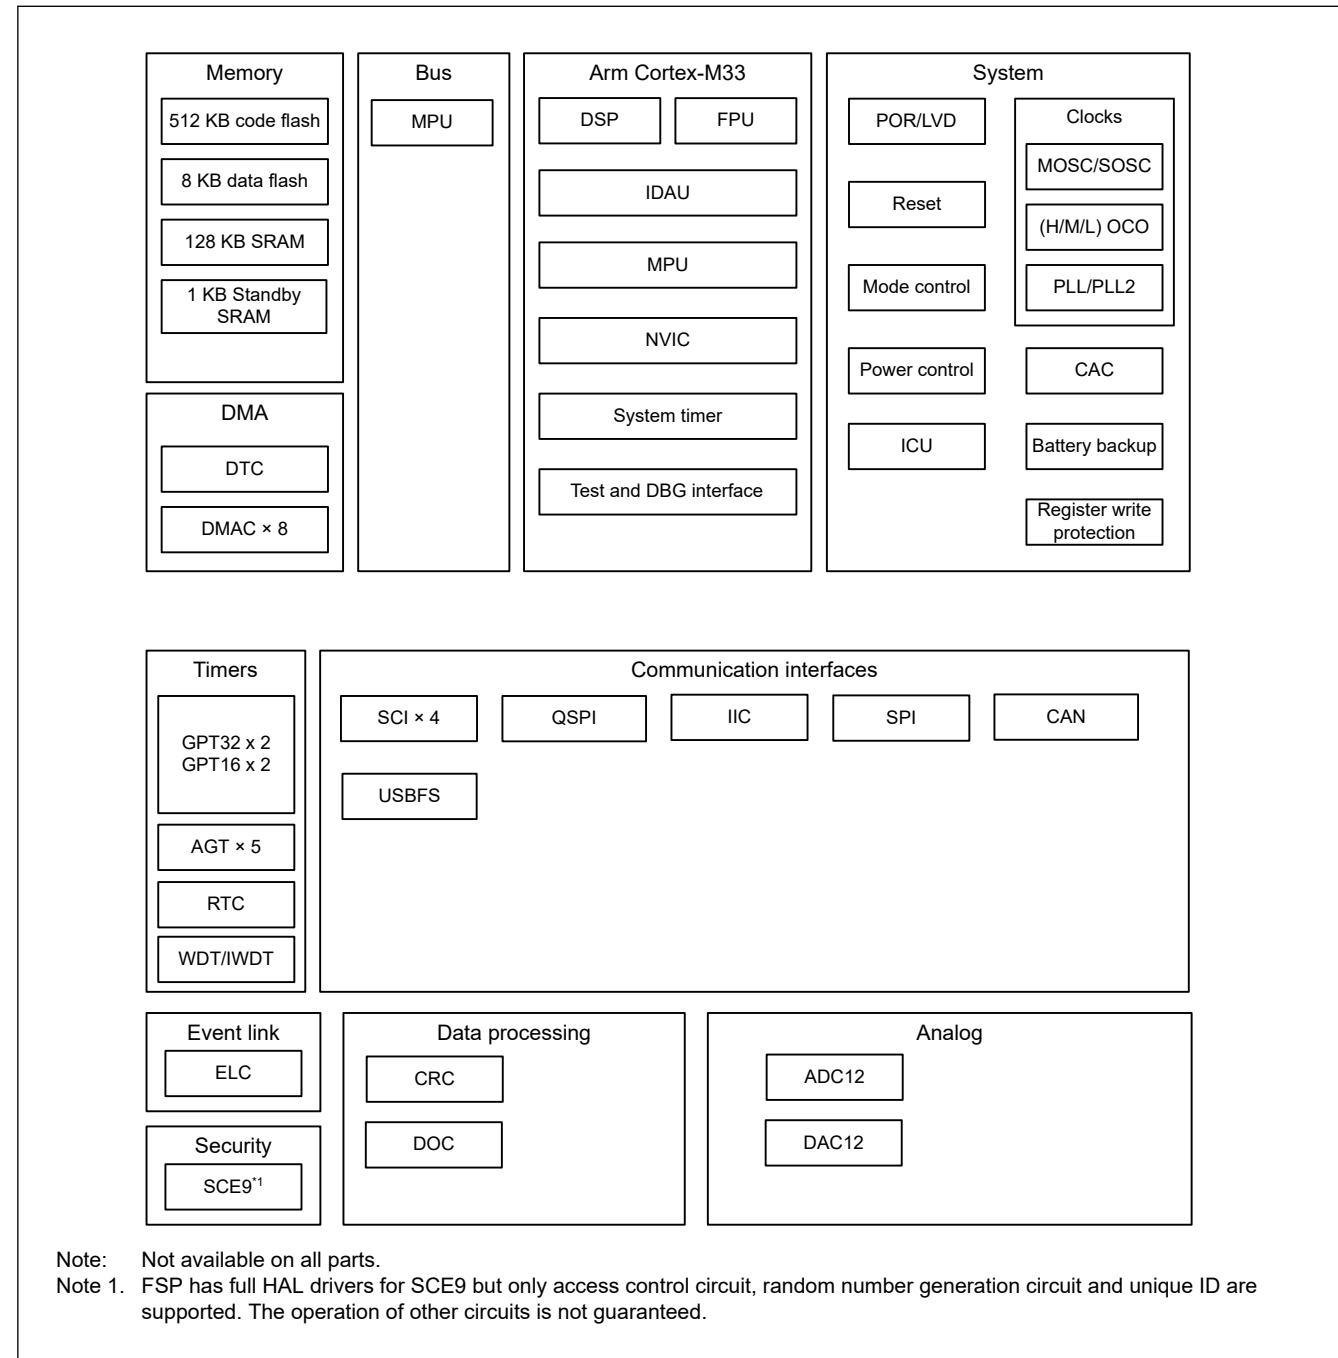 Memory
512 KB code flash
8 KB data flash
128 KB SRAM
1 KB Standby
SRAM
DMA
DTC
DMAC × 8
Bus
MPU
Arm Cortex-M33
DSP
FPU
IDAU
MPU
NVIC
System timer
Test and DBG interface
System
POR/LVD
Reset
Mode control
Power control
ICU
Clocks
MOSC/SOSC
(H/M/L) OCO
PLL/PLL2
CAC
Battery backup
Register write
protection
Timers
GPT32 x 2
GPT16 x 2
AGT × 5
RTC
WDT/IWDT
Communication interfaces
SCI × 4
QSPI
IIC
SPI
CAN
USBFS
Event link
ELC
Security
SCE9*1
Data processing
CRC
DOC
Analog
ADC12
DAC12
Note: Not available on all parts.
Note 1. FSP has full HAL drivers for SCE9 but only access control circuit, random number generation circuit and unique ID are
supported. The operation of other circuits is not guaranteed.